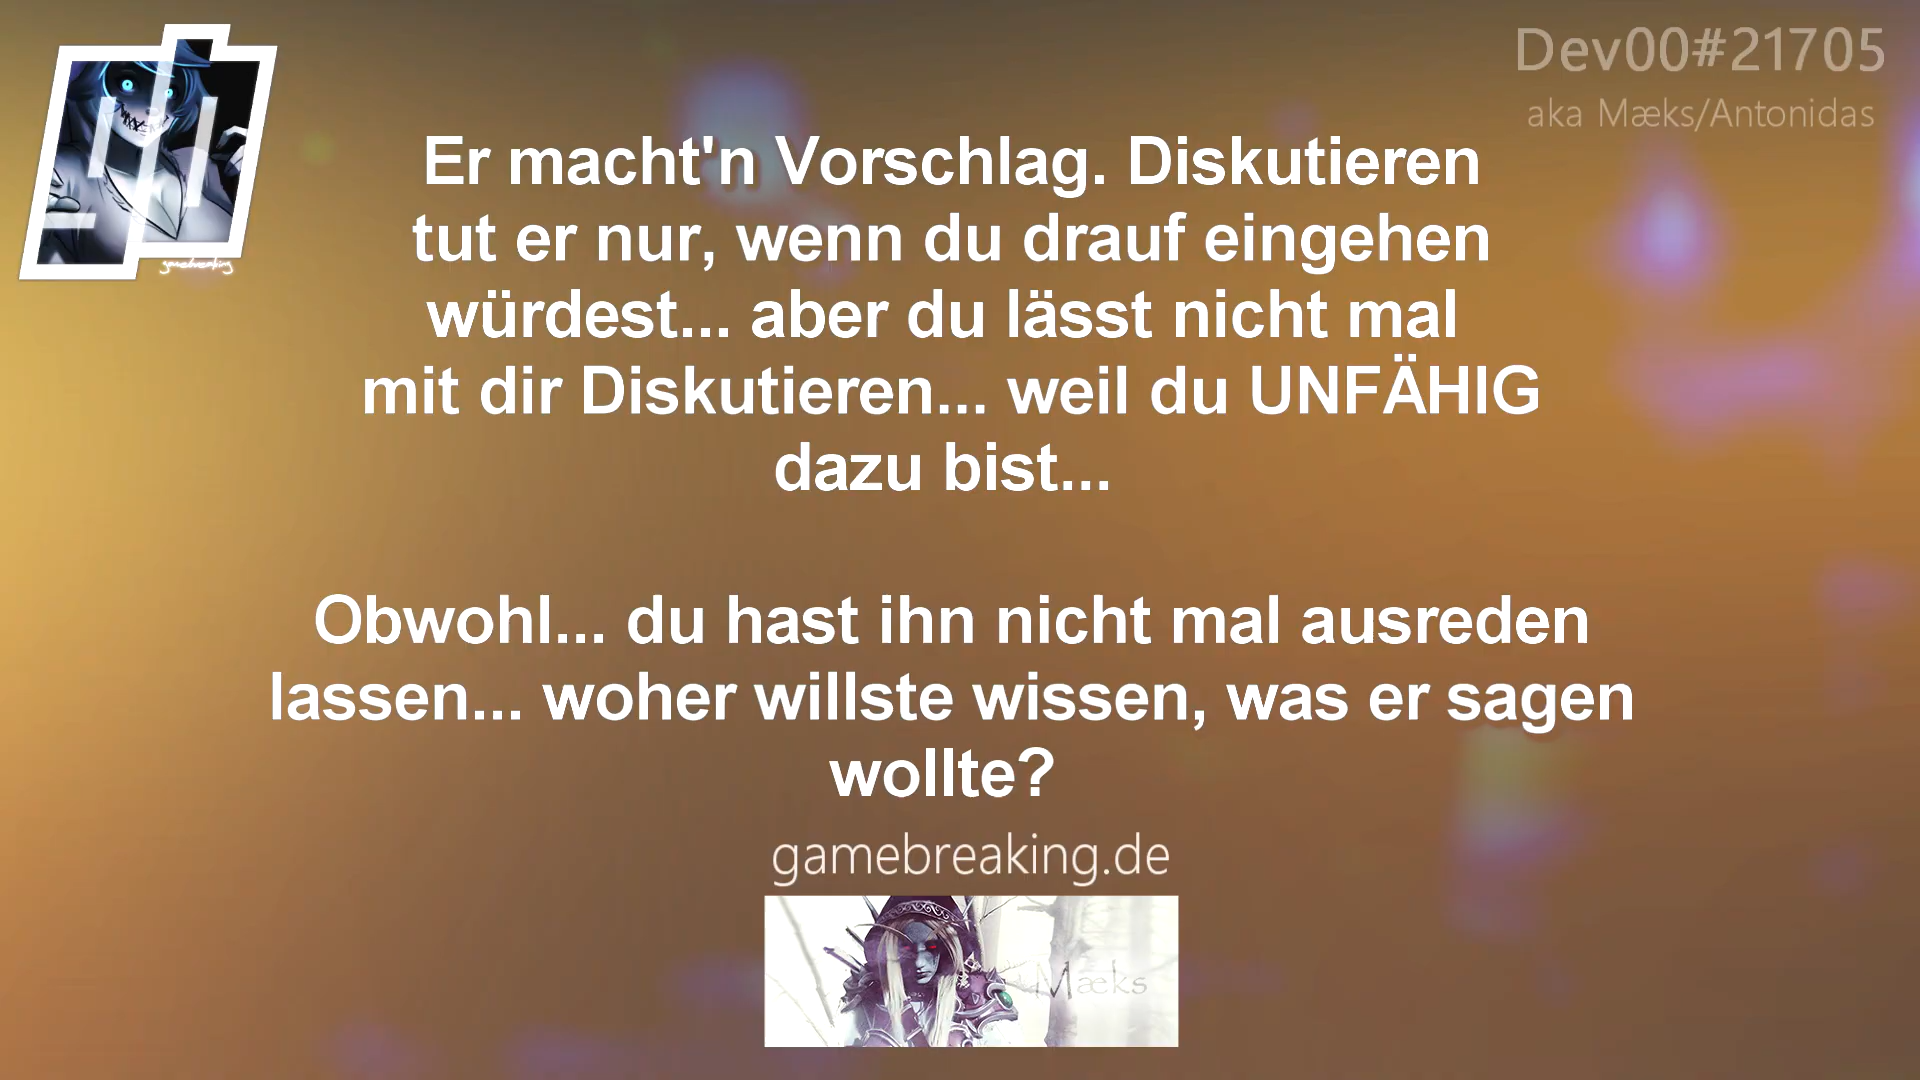 Dev00#21705
aka Mæks/Antonidas
gamebreaking
Er macht'n Vorschlag. Diskutieren
tut er nur, wenn du drauf eingehen
würdest... aber du lässt nicht mal
mit dir Diskutieren... weil du UNFÄHIG
dazu bist...
Obwohl... du hast ihn nicht mal ausreden
lassen... woher willste wissen, was er sagen
wollte?
gamebreaking.de
Mæks